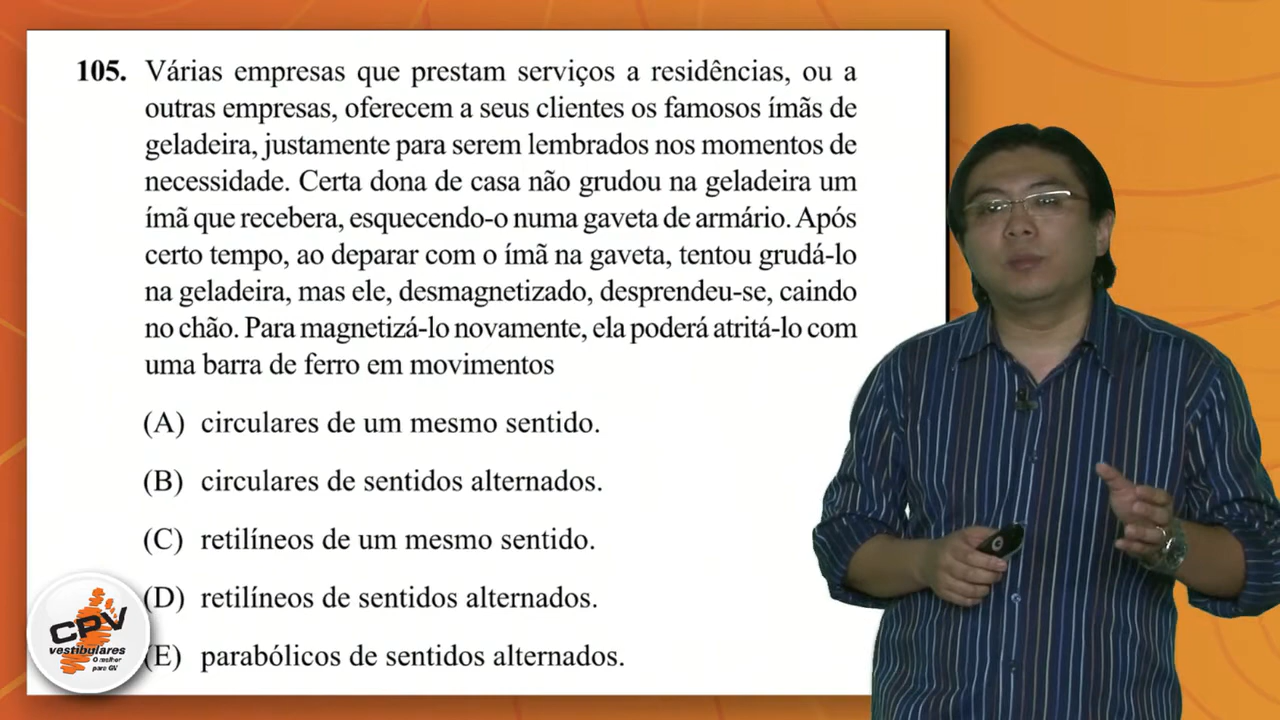 105. Várias empresas que prestam serviços a residências, ou a
outras empresas, oferecem a seus clientes os famosos ímãs de
geladeira, justamente para serem lembrados nos momentos de
necessidade. Certa dona de casa não grudou na geladeira um
ímã que recebera, esquecendo-o numa gaveta de armário. Após
certo tempo, ao deparar com o ímã na gaveta, tentou grudá-lo
na geladeira, mas ele, desmagnetizado, desprendeu-se, caindo
no chão. Para magnetizá-lo novamente, ela poderá atritá-lo com
uma barra de ferro em movimentos
(A) circulares de um mesmo sentido.
(B) circulares de sentidos alternados.
(C) retilíneos de um mesmo sentido.
(D) retilíneos de sentidos alternados.
(E) parabólicos de sentidos alternados.
CPV
vestibulares
O melhor
para GV